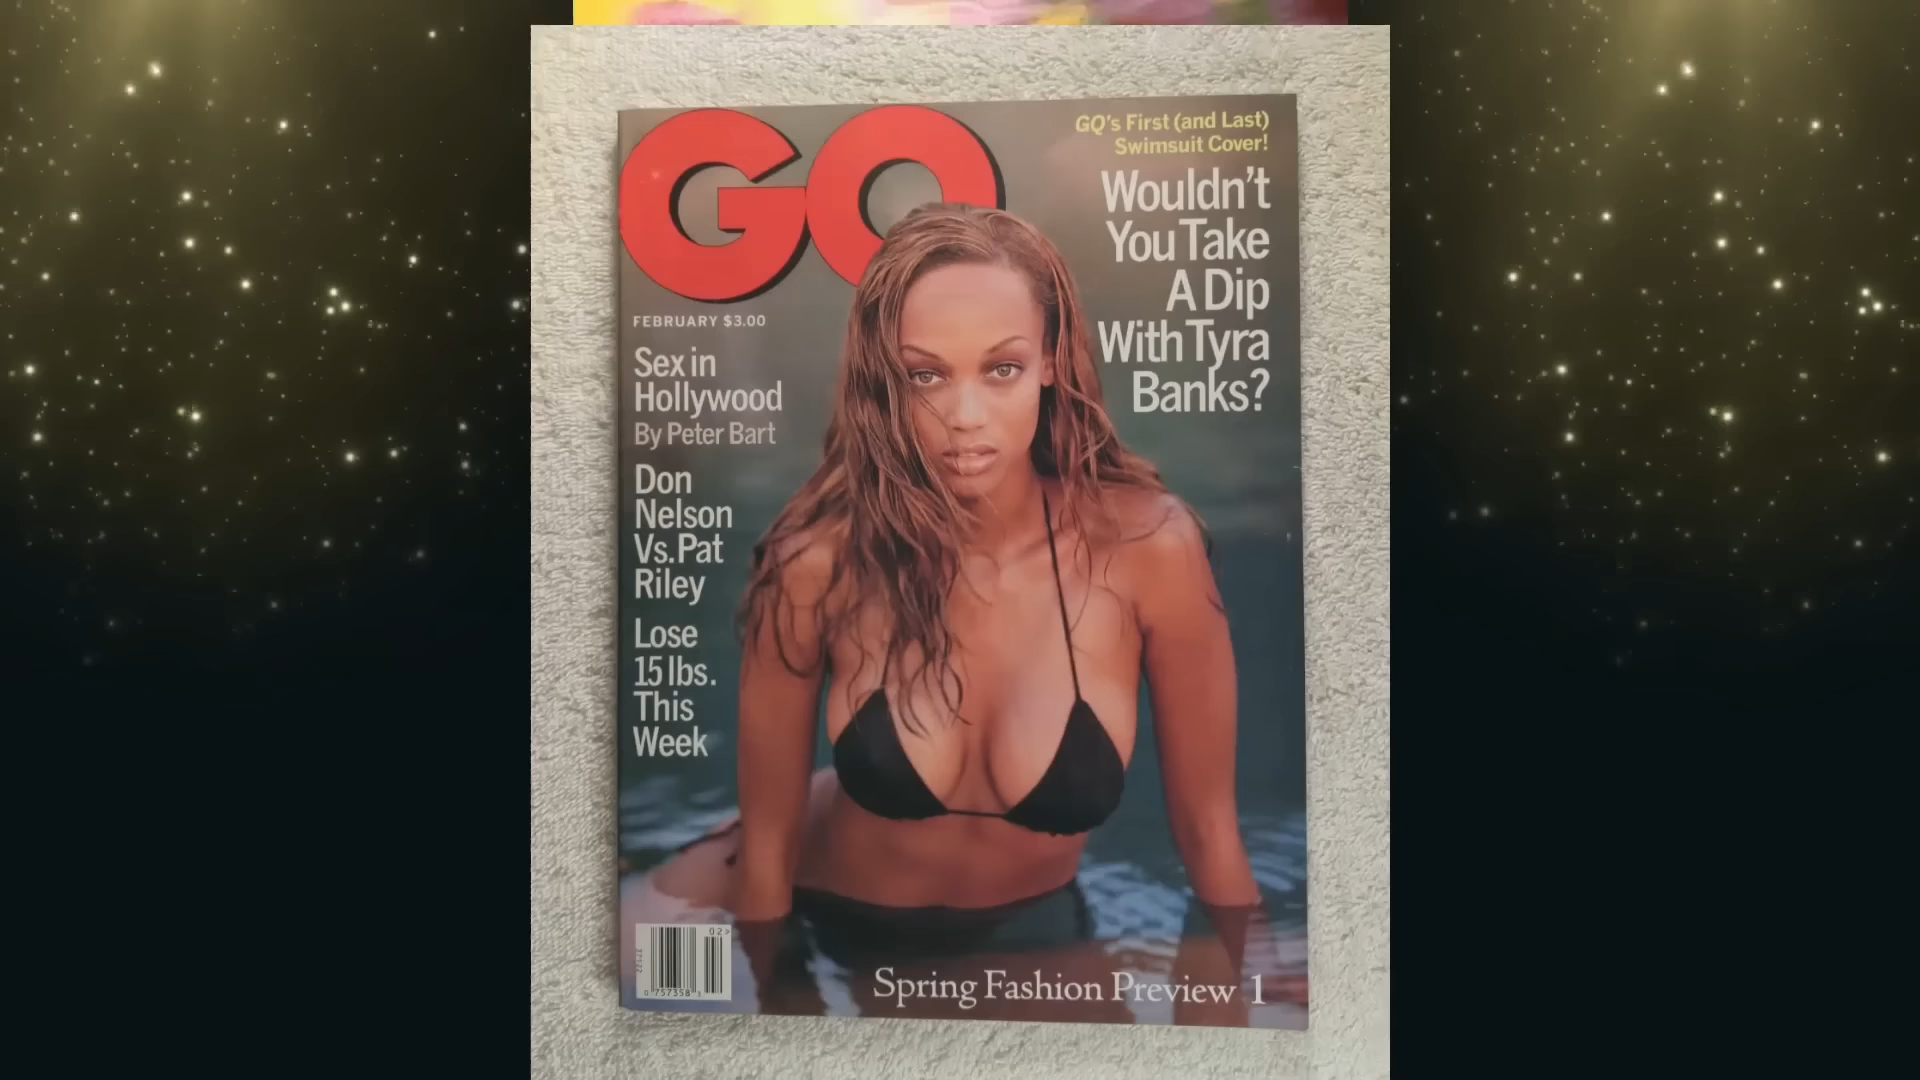 GQ
GQ's First (and Last)
Swimsuit Cover!
Wouldn't
You Take
A Dip
With Tyra
Banks?
FEBRUARY $3.00
Sex in
Hollywood
By Peter Bart
Don
Nelson
Vs. Pat
Riley
Lose
15 lbs.
This
Week
02>
Spring Fashion Preview 1